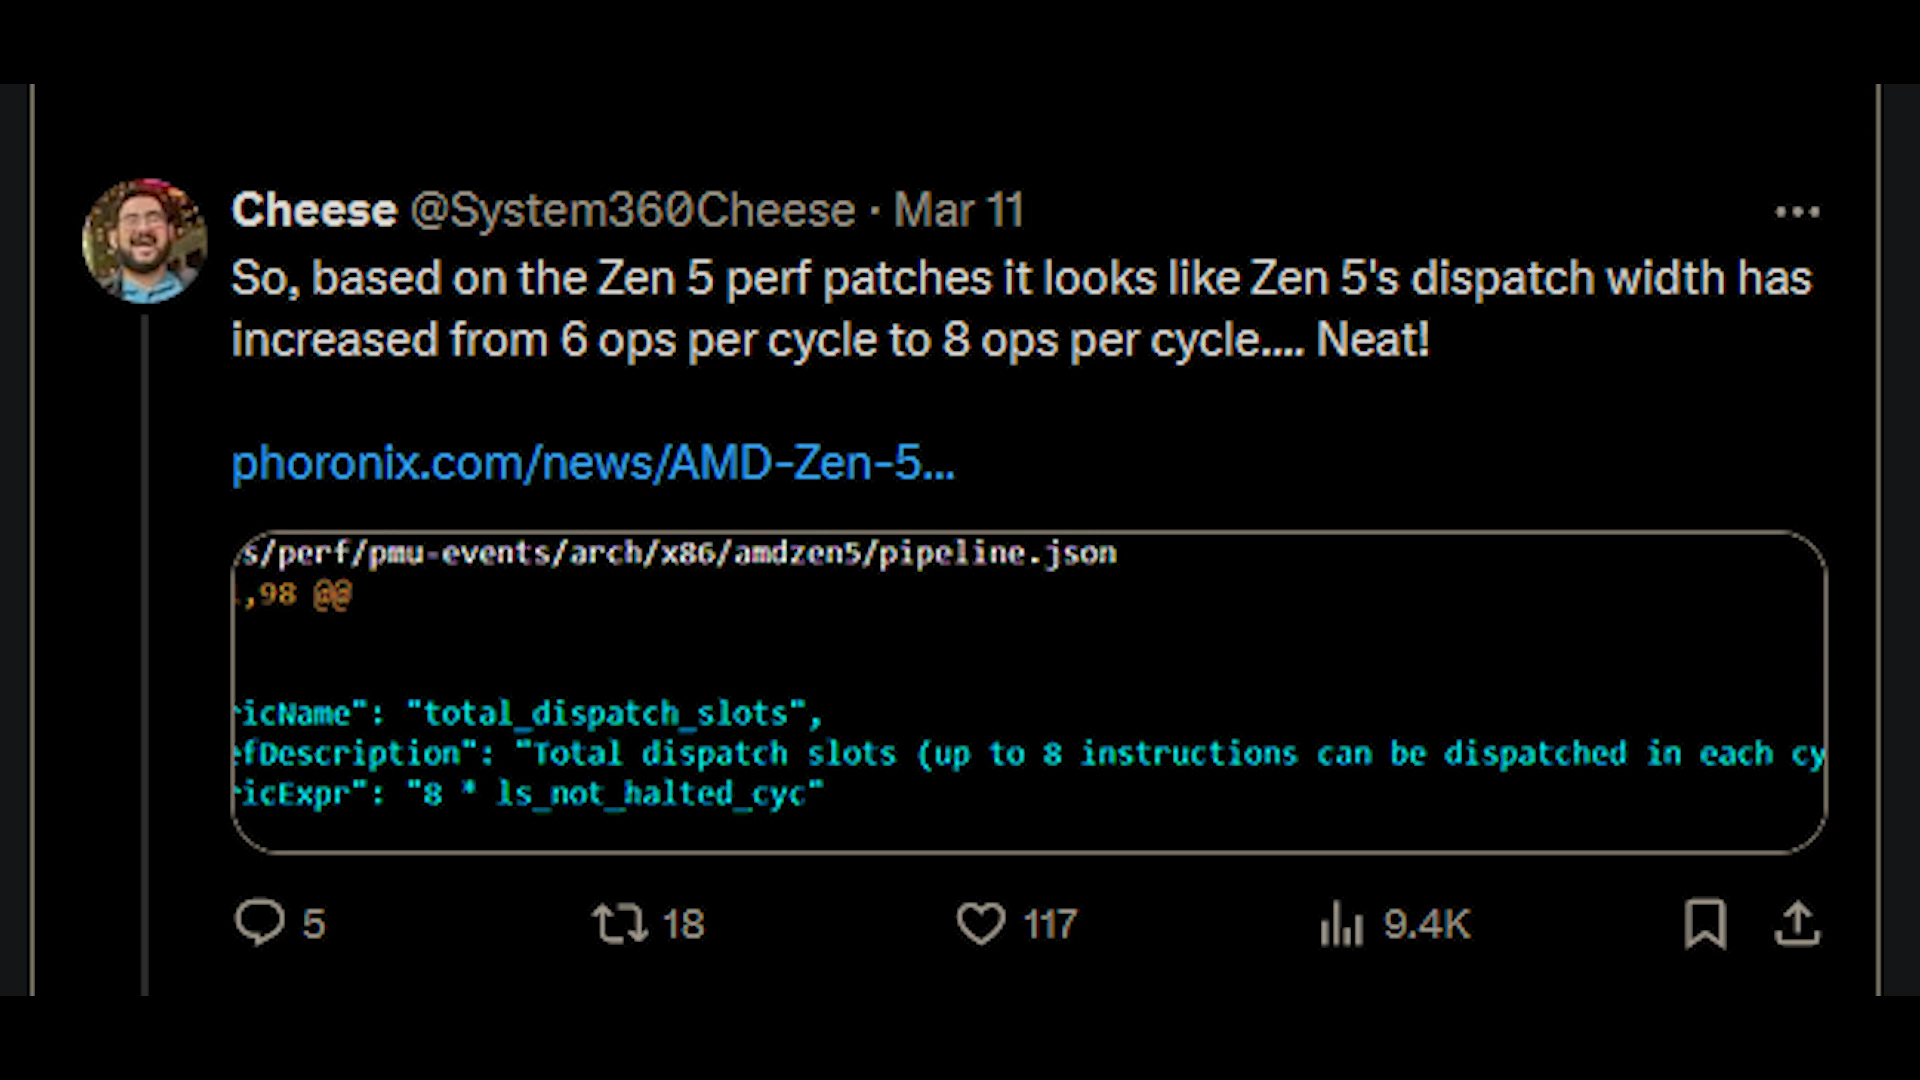 Cheese @System360Cheese · Mar 11
So, based on the Zen 5 perf patches it looks like Zen 5's dispatch width has
increased from 6 ops per cycle to 8 ops per cycle.... Neat!
phoronix.com/news/AMD-Zen-5...
s/perf/pmu-events/arch/x86/amdzen5/pipeline.json
,98 @@
icName": "total_dispatch_slots",
fDescription": "Total dispatch slots (up to 8 instructions can be dispatched in each cy
icExpr": "8 * ls_not_halted_cyc"
5 18 117 9.4K